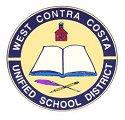 WEST CONTRA COSTA
UNIFIED SCHOOL DISTRICT